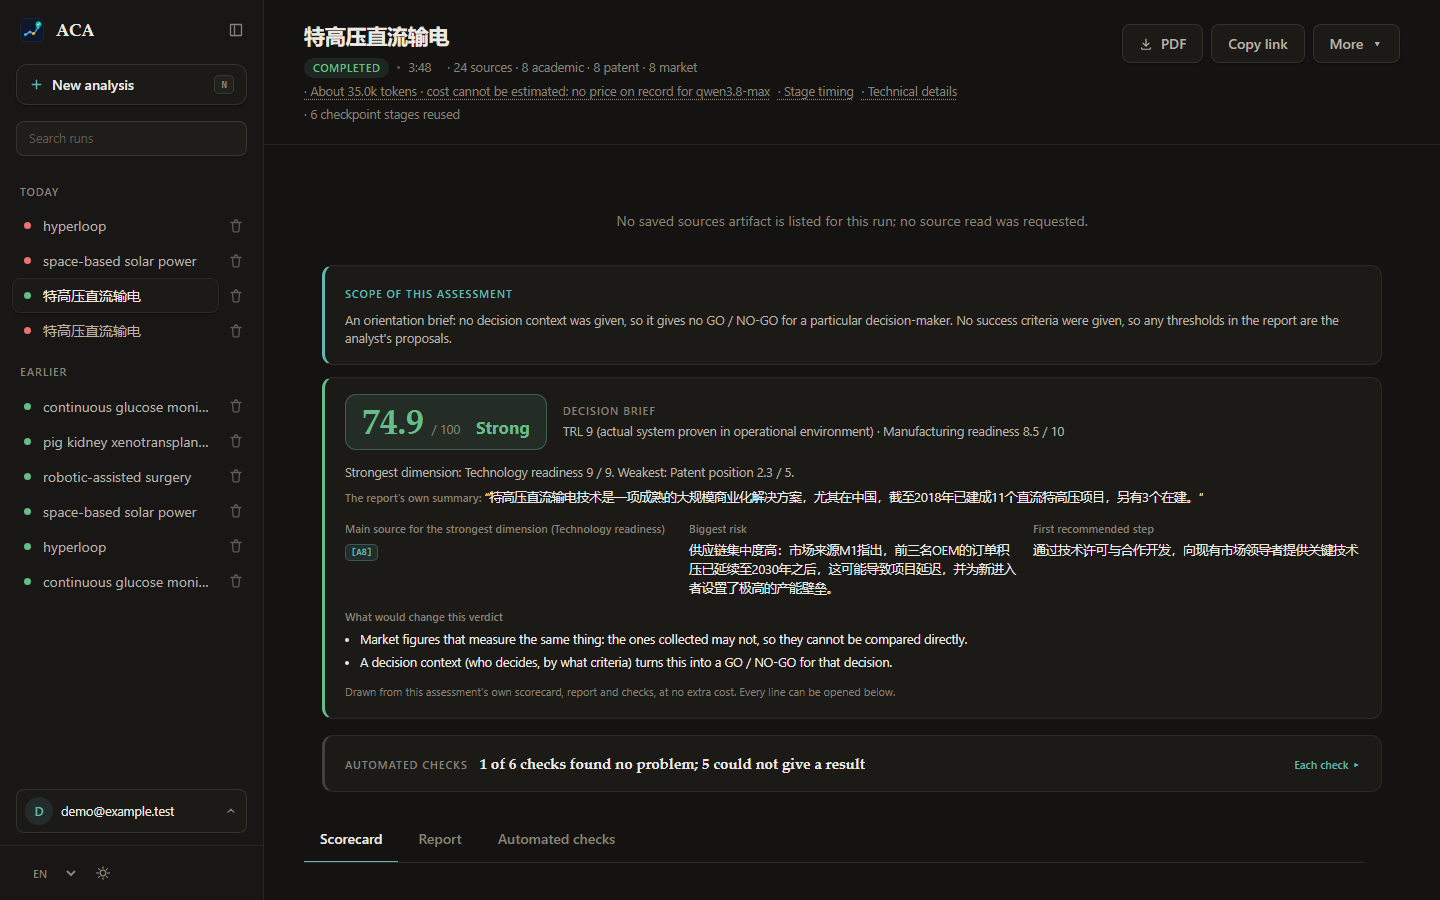 ACA
New analysis N
Search runs
TODAY
hyperloop
space-based solar power
特高压直流输电
特高压直流输电
EARLIER
continuous glucose moni...
pig kidney xenotransplan...
robotic-assisted surgery
space-based solar power
hyperloop
continuous glucose moni...
D demo@example.test
EN
特高压直流输电
COMPLETED • 3:48 · 24 sources · 8 academic · 8 patent · 8 market
· About 35.0k tokens · cost cannot be estimated: no price on record for qwen3.8-max · Stage timing · Technical details
· 6 checkpoint stages reused
PDF
Copy link
More
No saved sources artifact is listed for this run; no source read was requested.
SCOPE OF THIS ASSESSMENT
An orientation brief: no decision context was given, so it gives no GO / NO-GO for a particular decision-maker. No success criteria were given, so any thresholds in the report are the
analyst's proposals.
74.9 / 100 Strong
DECISION BRIEF
TRL 9 (actual system proven in operational environment) · Manufacturing readiness 8.5 / 10
Strongest dimension: Technology readiness 9 / 9. Weakest: Patent position 2.3 / 5.
The report's own summary: "特高压直流输电技术是一项成熟的大规模商业化解决方案，尤其在中国，截至2018年已建成11个直流特高压项目，另有3个在建。"
Main source for the strongest dimension (Technology readiness)
[A8]
Biggest risk
供应链集中度高：市场来源M1指出，前三名OEM的订单积
压已延续至2030年之后，这可能导致项目延迟，并为新进入
者设置了极高的产能壁垒。
First recommended step
通过技术许可与合作开发，向现有市场领导者提供关键技术
What would change this verdict
• Market figures that measure the same thing: the ones collected may not, so they cannot be compared directly.
• A decision context (who decides, by what criteria) turns this into a GO / NO-GO for that decision.
Drawn from this assessment's own scorecard, report and checks, at no extra cost. Every line can be opened below.
AUTOMATED CHECKS 1 of 6 checks found no problem; 5 could not give a result
Each check ▸
Scorecard
Report
Automated checks